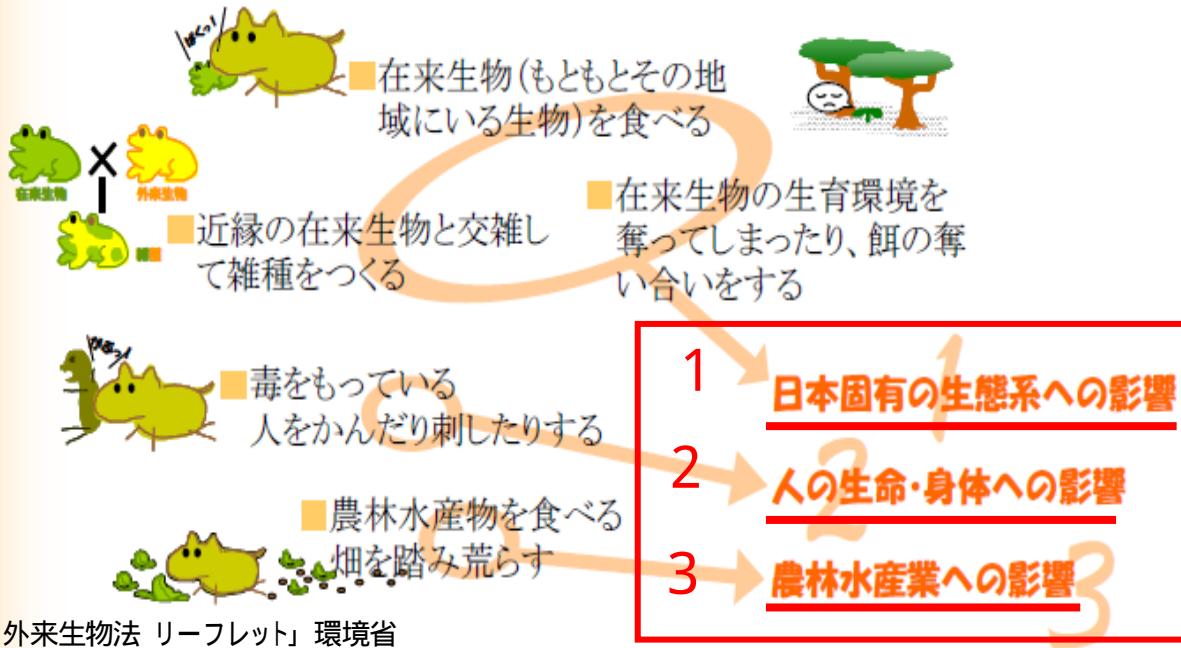 ぱくっ!
■在来生物(もともとその地
域にいる生物)を食べる
在来生物
外来生物
■近縁の在来生物と交雑し
て雑種をつくる
■在来生物の生育環境を
奪ってしまったり、餌の奪
い合いをする
■毒をもっている
人をかんだり刺したりする
■農林水産物を食べる
畑を踏み荒らす
1
日本固有の生態系への影響
1
2
人の生命・身体への影響
2
3
農林水産業への影響
3
外来生物法 リーフレット」環境省